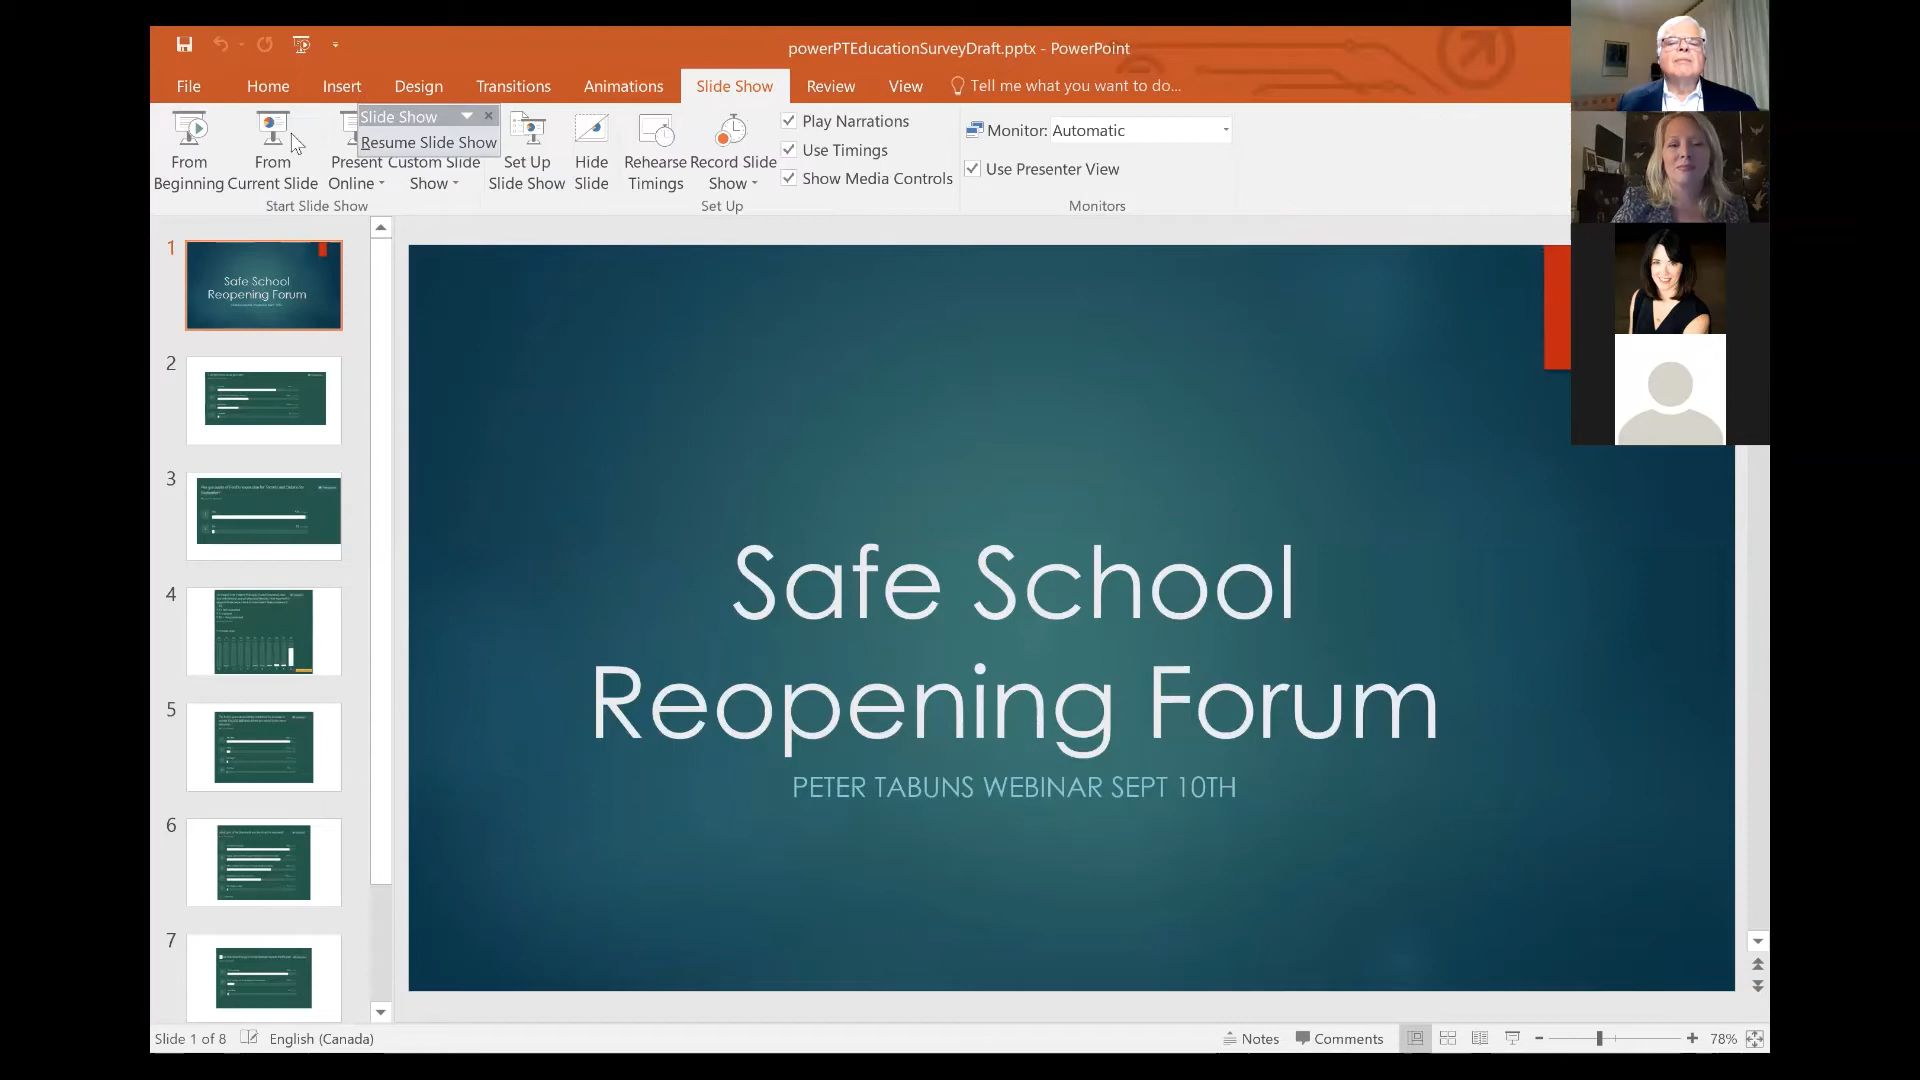 powerPTEducationSurveyDraft.pptx - PowerPoint
File Home Insert Design Transitions Animations Slide Show Review View Tell me what you want to do...
Slide Show
Resume Slide Show
From Beginning
From Current Slide
Present Online
Custom Slide Show
Set Up Slide Show
Hide Slide
Rehearse Timings
Record Slide Show
Play Narrations
Use Timings
Show Media Controls
Monitor: Automatic
Use Presenter View
Start Slide Show
Set Up
Monitors
1
Safe School
Reopening Forum
2
3
4
5
6
7
Safe School
Reopening Forum
PETER TABUNS WEBINAR SEPT 10TH
Slide 1 of 8 English (Canada) Notes Comments 78%